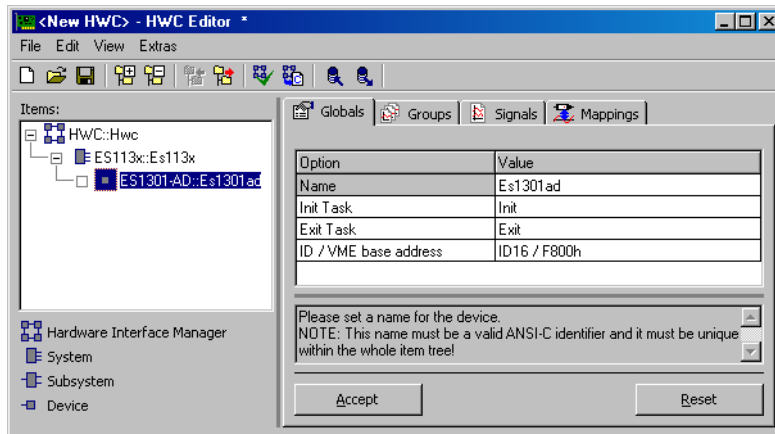 <New HWC> - HWC Editor *
File Edit View Extras
Items:
HWC::Hwc
ES113x::Es113x
ES1301-AD::Es1301ad
Hardware Interface Manager
System
Subsystem
Device
Globals Groups Signals Mappings
Option Value
Name Es1301ad
Init Task Init
Exit Task Exit
ID / VME base address ID16 / F800h
Please set a name for the device.
NOTE: This name must be a valid ANSI-C identifier and it must be unique
within the whole item tree!
Accept Reset